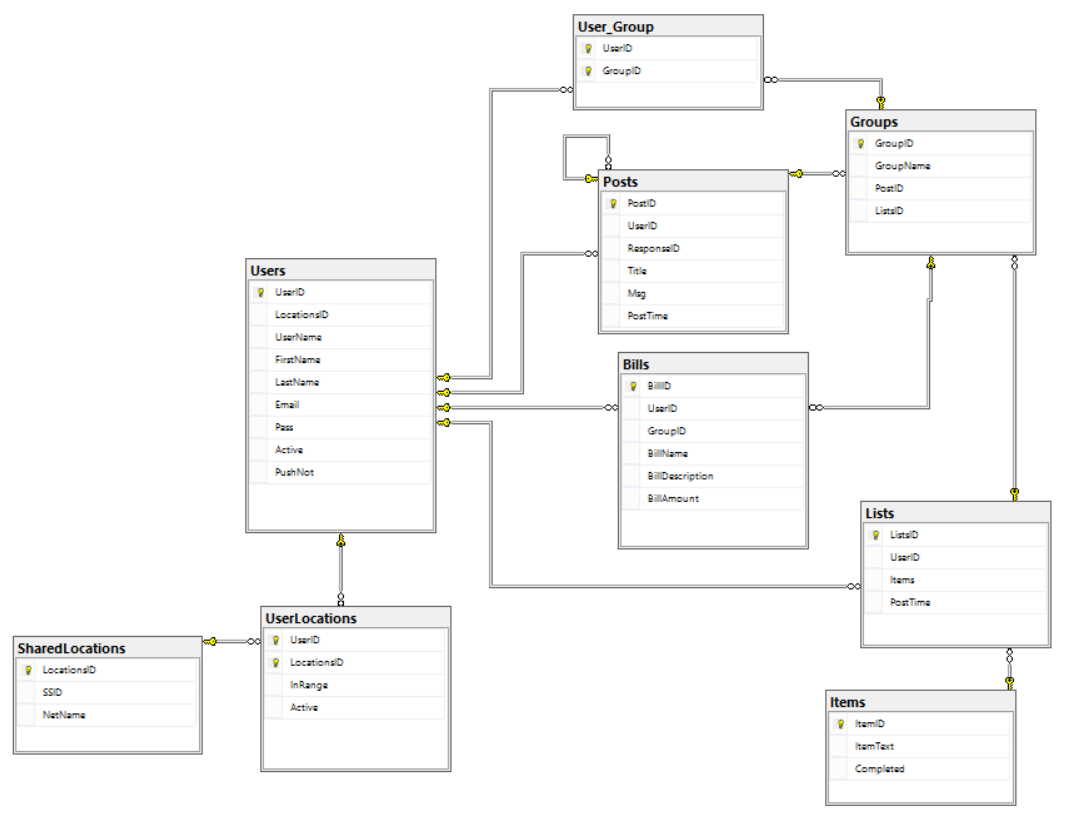 User_Group
UserID
GroupID
Groups
GroupID
GroupName
PostID
ListsID
Posts
PostID
UserID
ResponseID
Title
Msg
PostTime
Users
UserID
LocationsID
UserName
FirstName
LastName
Email
Pass
Active
PushNot
Bills
BillID
UserID
GroupID
BillName
BillDescription
BillAmount
Lists
ListsID
UserID
Items
PostTime
UserLocations
UserID
LocationsID
InRange
Active
SharedLocations
LocationsID
SSID
NetName
Items
ItemID
ItemText
Completed